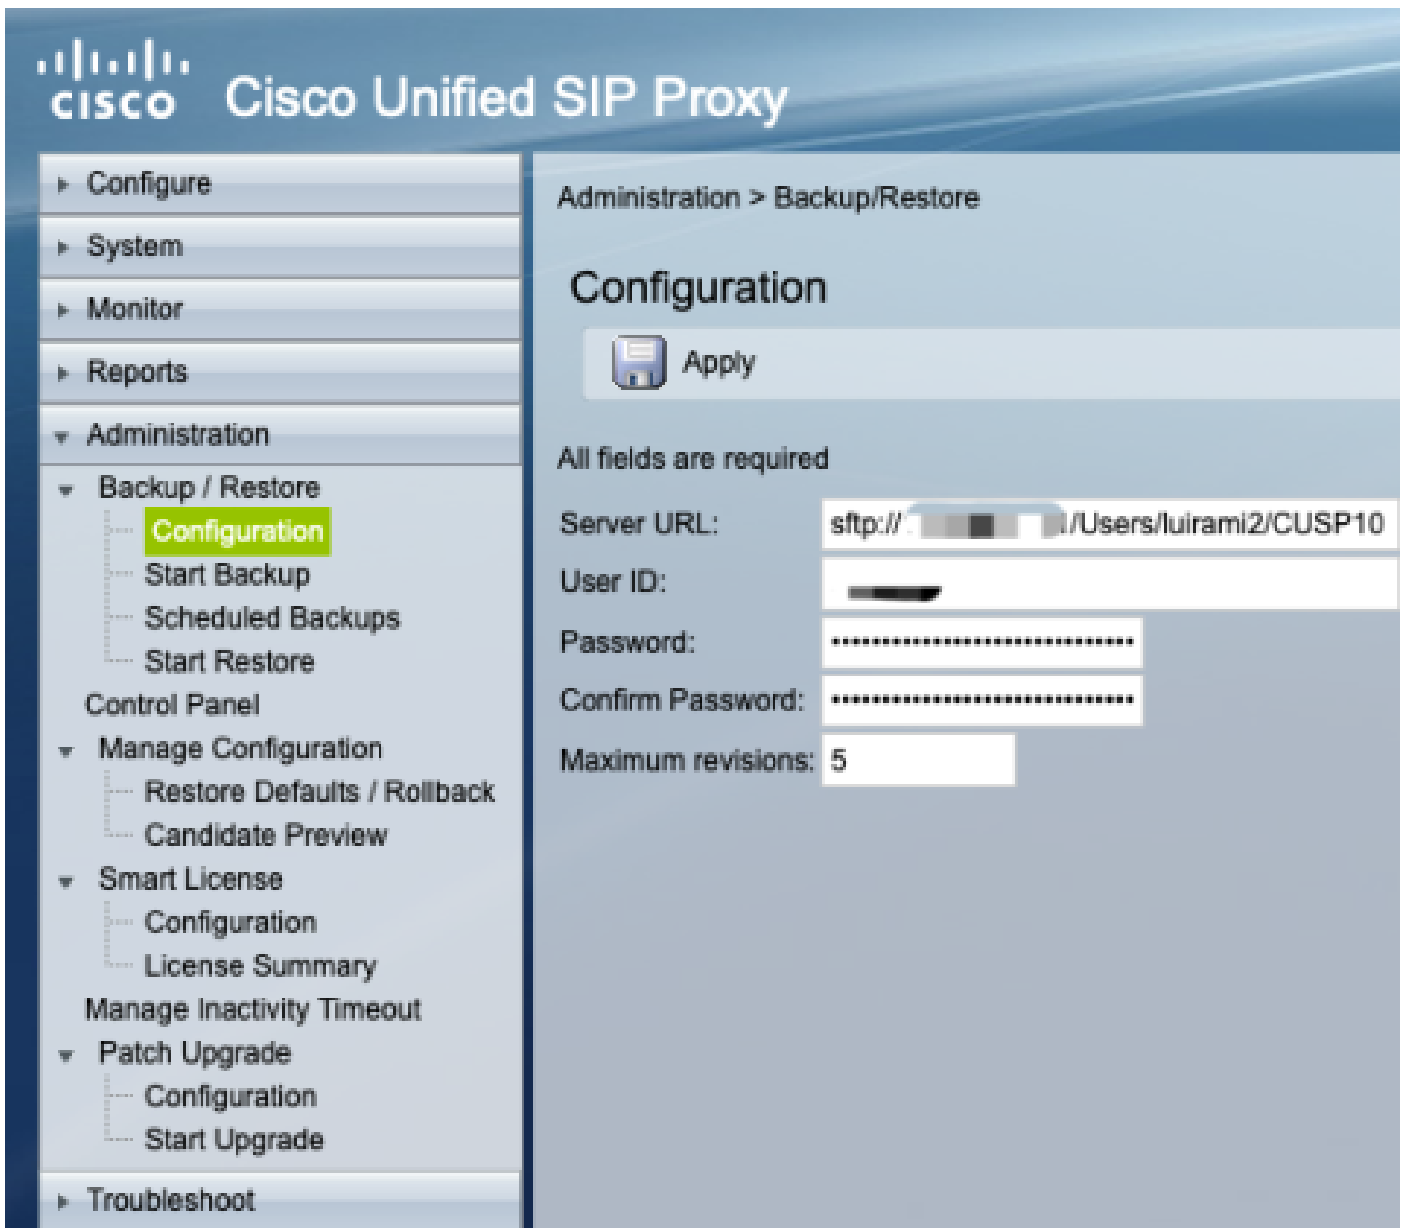 CISCO Cisco Unified SIP Proxy
Configure
System
Monitor
Reports
Administration
Backup / Restore
Configuration
Start Backup
Scheduled Backups
Start Restore
Control Panel
Manage Configuration
Restore Defaults / Rollback
Candidate Preview
Smart License
Configuration
License Summary
Manage Inactivity Timeout
Patch Upgrade
Configuration
Start Upgrade
Troubleshoot
Administration > Backup/Restore
Configuration
Apply
All fields are required
Server URL: sftp:// /Users/luirami2/CUSP10
User ID:
Password: ••••••••••••••••••••••••••••••
Confirm Password: ••••••••••••••••••••••••••••••
Maximum revisions: 5